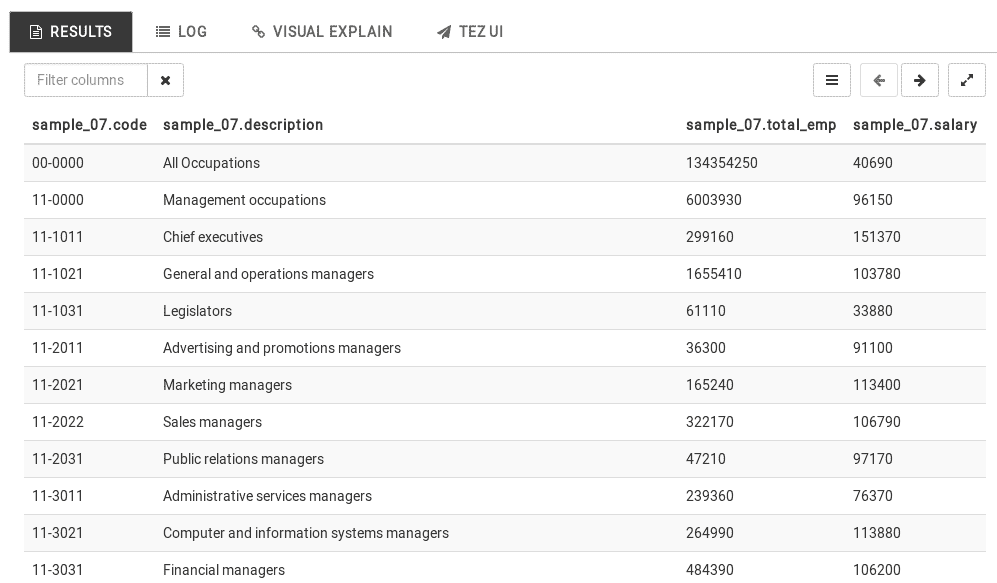 RESULTS LOG VISUAL EXPLAIN TEZ UI
Filter columns
sample_07.code sample_07.description sample_07.total_emp sample_07.salary
00-0000 All Occupations 134354250 40690
11-0000 Management occupations 6003930 96150
11-1011 Chief executives 299160 151370
11-1021 General and operations managers 1655410 103780
11-1031 Legislators 61110 33880
11-2011 Advertising and promotions managers 36300 91100
11-2021 Marketing managers 165240 113400
11-2022 Sales managers 322170 106790
11-2031 Public relations managers 47210 97170
11-3011 Administrative services managers 239360 76370
11-3021 Computer and information systems managers 264990 113880
11-3031 Financial managers 484390 106200